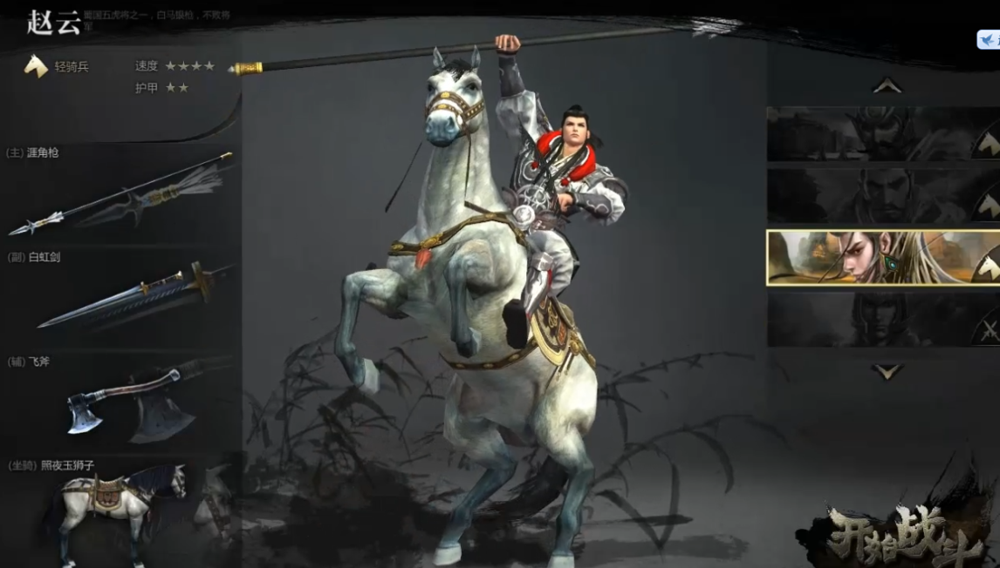 赵云
蜀国五虎将之一，白马银枪，不败将
军
轻骑兵
速度 ★★★★
护甲 ★★
(主) 涯角枪
(副) 白虹剑
(辅) 飞斧
(坐骑) 照夜玉狮子
开始战斗